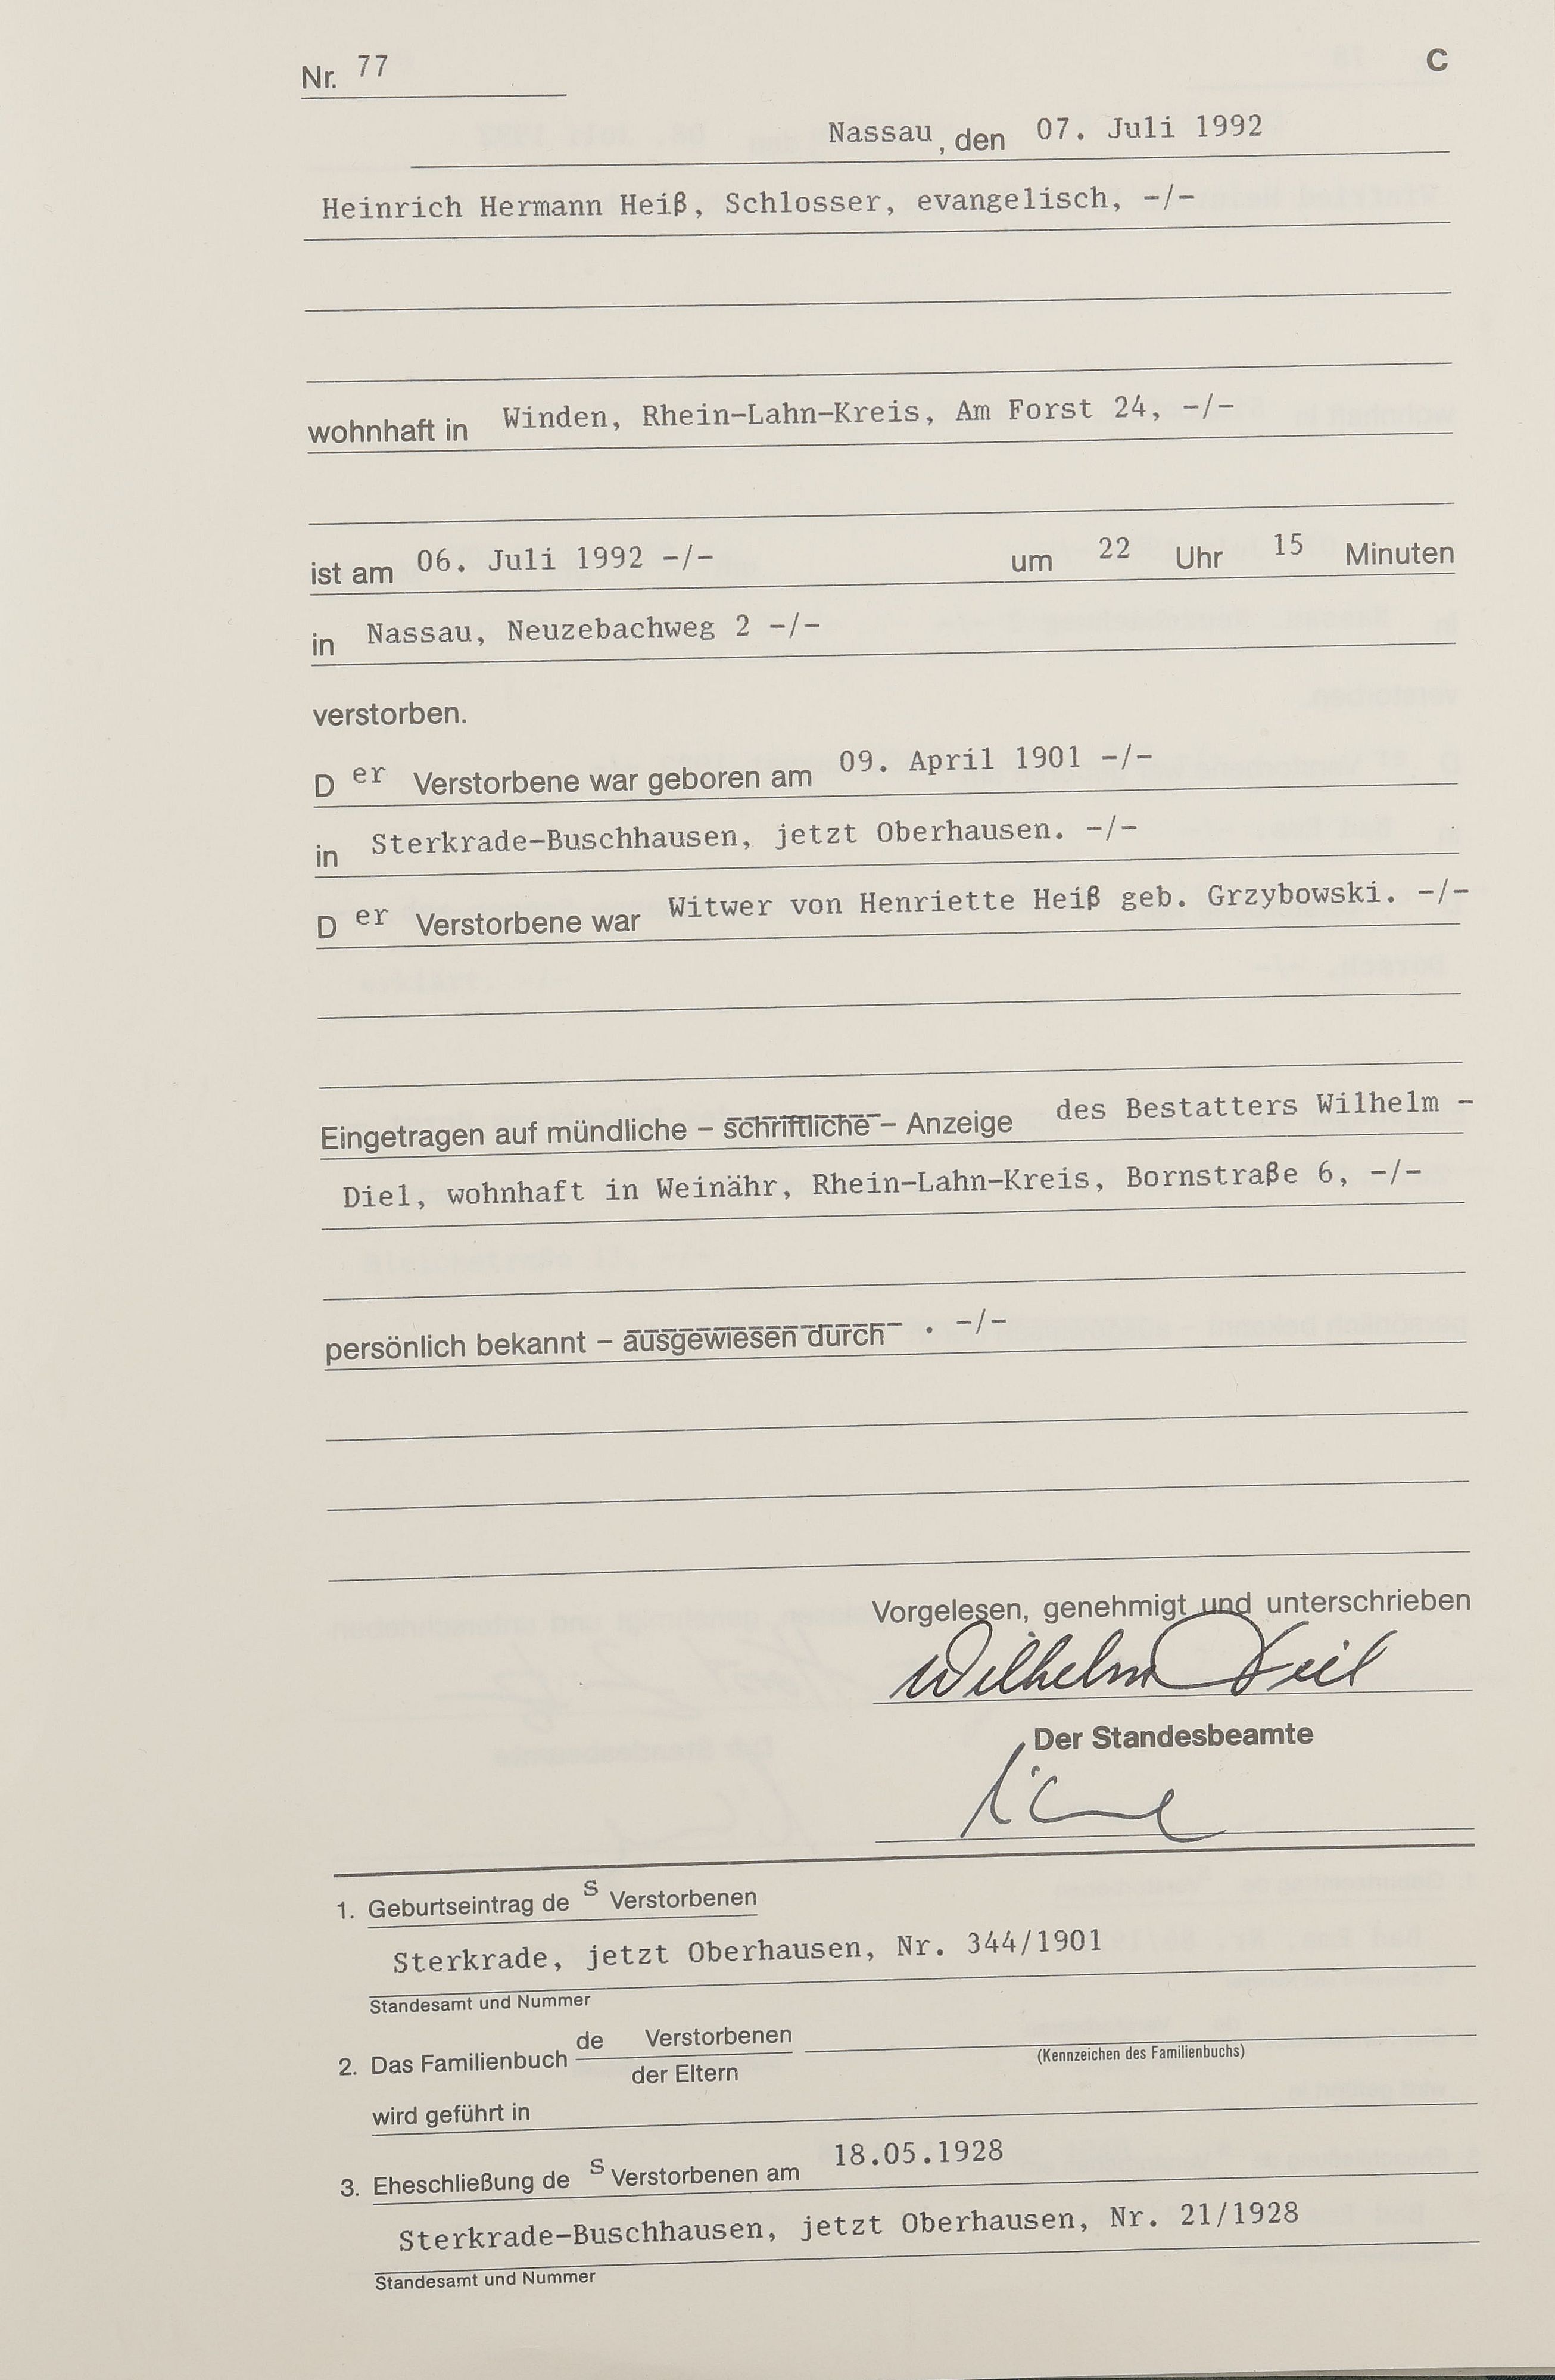 Nr. 77
C
Nassau, den 07. Juli 1992
Heinrich Hermann Heiß, Schlosser, evangelisch, -/-
wohnhaft in Winden, Rhein-Lahn-Kreis, Am Forst 24, -/-
ist am 06. Juli 1992 -/- um 22 Uhr 15 Minuten
in Nassau, Neuzebachweg 2 -/-
verstorben.
D er Verstorbene war geboren am 09. April 1901 -/-
in Sterkrade-Buschhausen, jetzt Oberhausen. -/-
D er Verstorbene war Witwer von Henriette Heiß geb. Grzybowski. -/-
Eingetragen auf mündliche – schriftliche – Anzeige des Bestatters Wilhelm -
Diel, wohnhaft in Weinähr, Rhein-Lahn-Kreis, Bornstraße 6, -/-
persönlich bekannt – ausgewiesen durch . -/-
Vorgelesen, genehmigt und unterschrieben
Wilhelm
Der Standesbeamte
1. Geburtseintrag de s Verstorbenen
Sterkrade, jetzt Oberhausen, Nr. 344/1901
Standesamt und Nummer
2. Das Familienbuch de Verstorbenen
der Eltern
(Kennzeichen des Familienbuchs)
wird geführt in
3. Eheschließung de s Verstorbenen am 18.05.1928
Sterkrade-Buschhausen, jetzt Oberhausen, Nr. 21/1928
Standesamt und Nummer